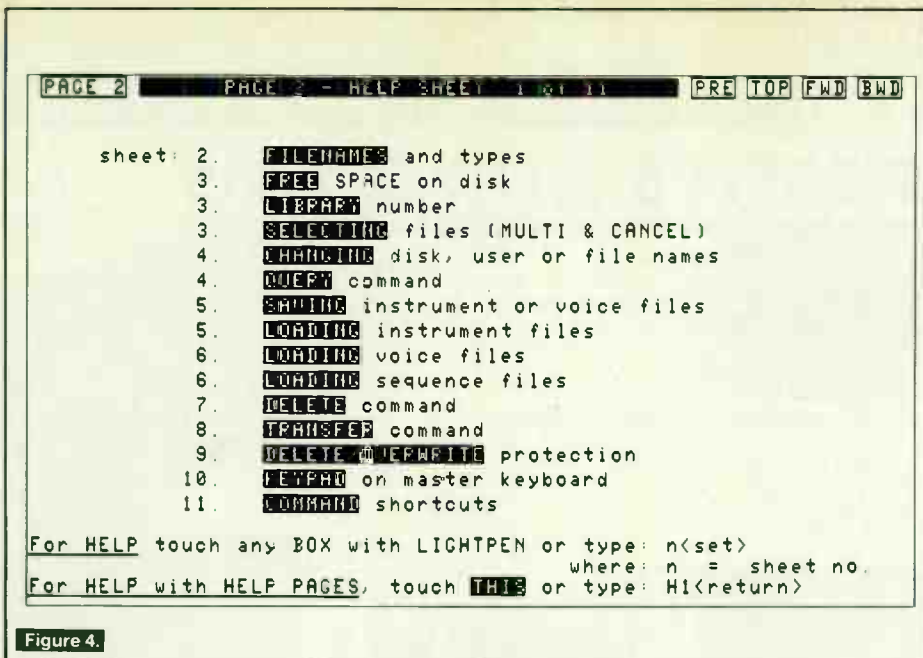 PAGE 2 PAGE 2 - HELP SHEET 1 of 11 PRE TOP FWD BWD
sheet: 2. FILENAMES and types
3. FREE SPACE on disk
3. LIBRARY number
3. SELECTING files (MULTI & CANCEL)
4. CHANGING disk, user or file names
4. QUERY command
5. SAVING instrument or voice files
5. LOADING instrument files
6. LOADING voice files
6. LOADING sequence files
7. DELETE command
8. TRANSFER command
9. DELETE/OVERWRITE protection
10. KEYPAD on master keyboard
11. COMMAND shortcuts
For HELP touch any BOX with LIGHTPEN or type: n<set>
where: n = sheet no.
For HELP with HELP PAGES, touch THIS or type: H1<return>
Figure 4.